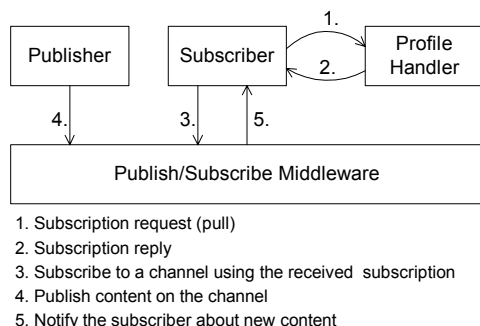 1.
Publisher
Subscriber
Profile
Handler
2.
4.
3.
5.
Publish/Subscribe Middleware
1. Subscription request (pull)
2. Subscription reply
3. Subscribe to a channel using the received subscription
4. Publish content on the channel
5. Notify the subscriber about new content